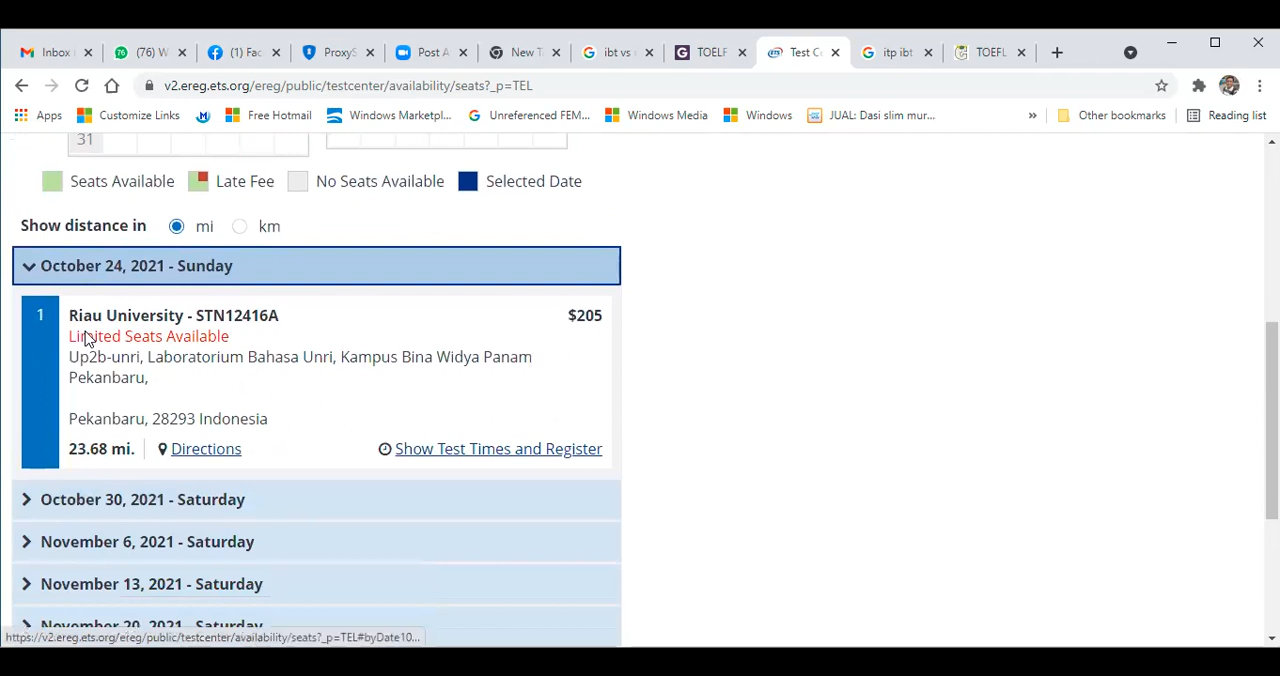 Inbox
(76) W
(1) Fac
ProxyS
Post A
New T
ibt vs
TOELF
Test C
itp ibt
TOEFL
v2.ereg.ets.org/ereg/public/testcenter/availability/seats?_p=TEL
Apps
Customize Links
Free Hotmail
Windows Marketpl...
Unreferenced FEM...
Windows Media
Windows
JUAL: Dasi slim mur...
»
Other bookmarks
Reading list
31
Seats Available
Late Fee
No Seats Available
Selected Date
Show distance in
mi
km
October 24, 2021 - Sunday
1
Riau University - STN12416A
$205
Limited Seats Available
Up2b-unri, Laboratorium Bahasa Unri, Kampus Bina Widya Panam
Pekanbaru,
Pekanbaru, 28293 Indonesia
23.68 mi.
Directions
Show Test Times and Register
October 30, 2021 - Saturday
November 6, 2021 - Saturday
November 13, 2021 - Saturday
November 20, 2021 - Saturday
https://v2.ereg.ets.org/ereg/public/testcenter/availability/seats?_p=TEL#byDate10...